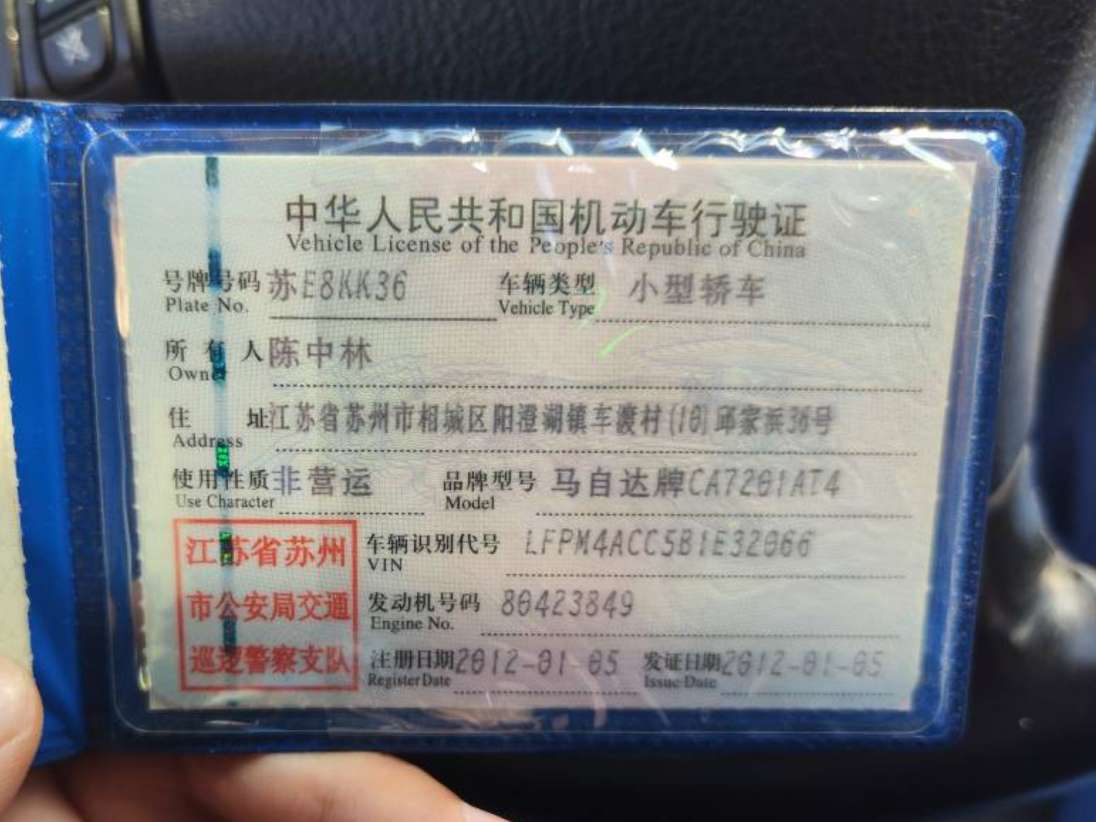 中华人民共和国机动车行驶证
Vehicle License of the People's Republic of China
号牌号码 苏E8KK36 车辆类型 小型轿车
Plate No. Vehicle Type
所有人 陈中林
Owner
住址 江苏省苏州市相城区阳澄湖镇车渡村(10)邱家浜36号
Address
使用性质 非营运 品牌型号 马自达牌CA7201AT4
Use Character Model
江苏省苏州
市公安局交通
巡逻警察支队
车辆识别代号 LFPM4ACC5B1E32066
VIN
发动机号码 80423849
Engine No.
注册日期 2012-01-05 发证日期 2012-01-05
Register Date Issue Date